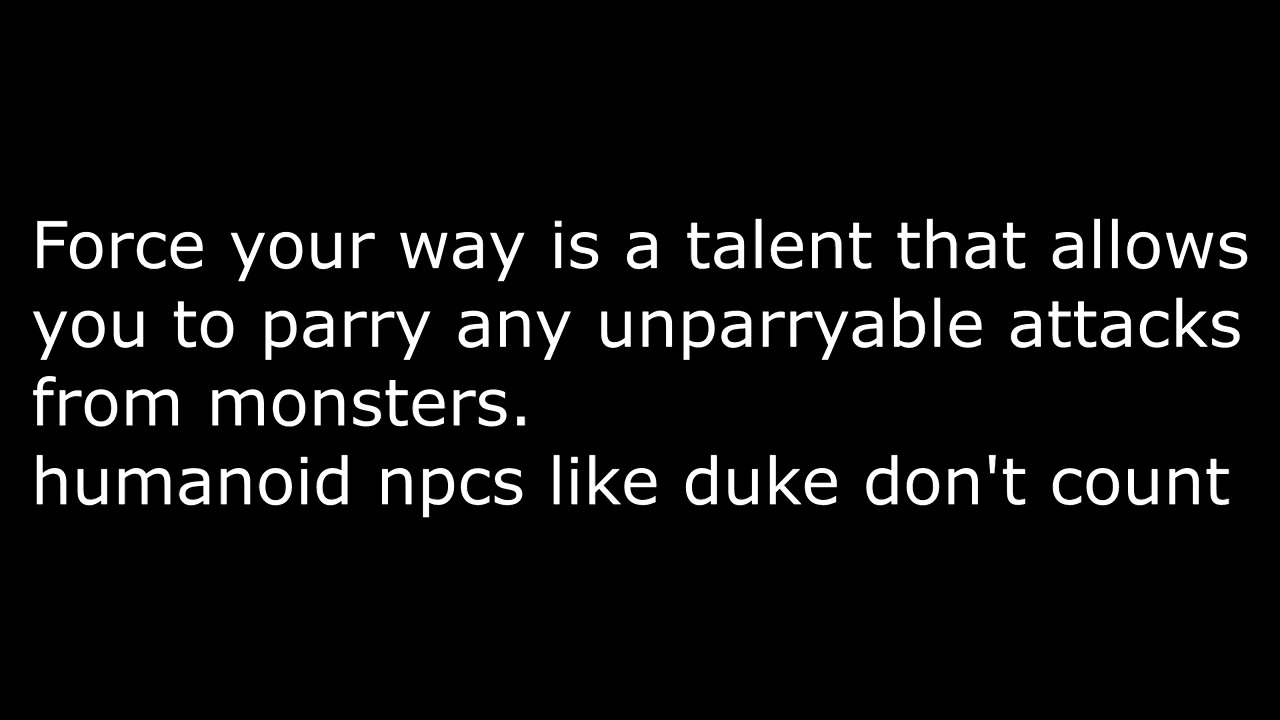 Force your way is a talent that allows
you to parry any unparryable attacks
from monsters.
humanoid npcs like duke don't count